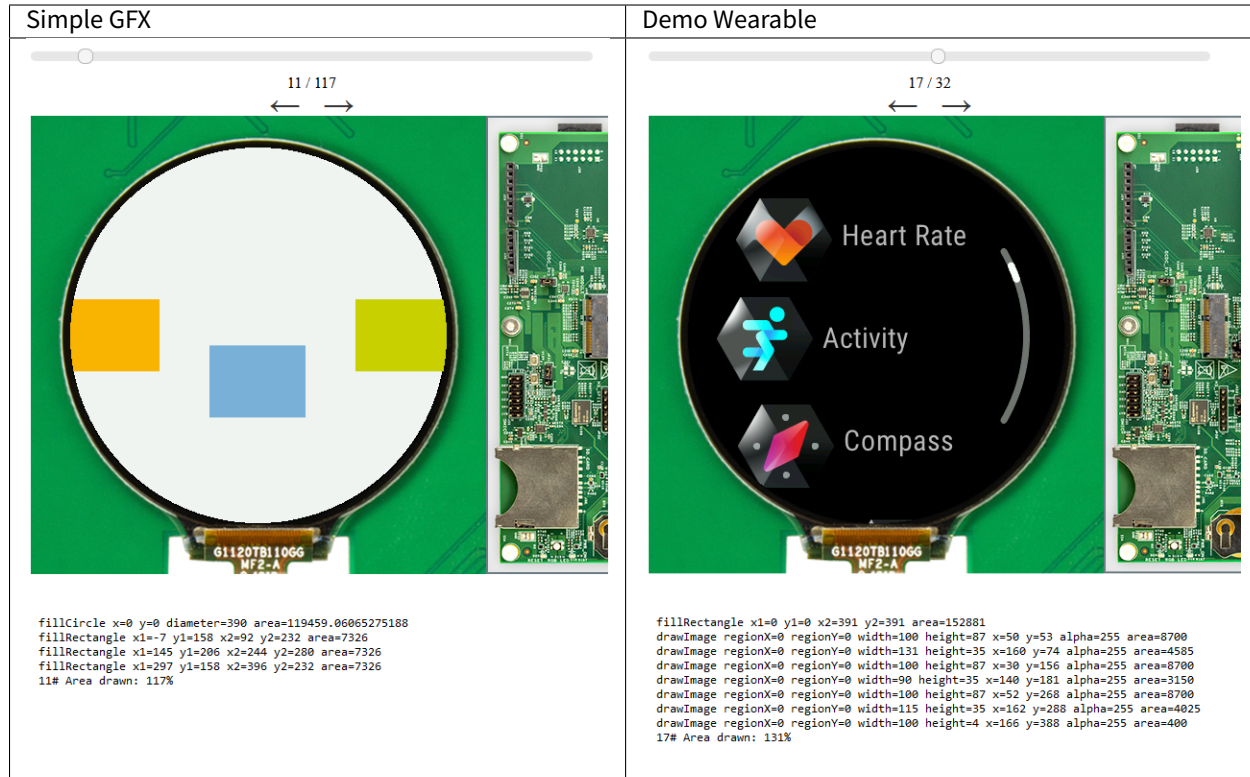 Simple GFX
11 / 117
← →
G1120TB110GG
MF2-A
fillCircle x=0 y=0 diameter=390 area=119459.06065275188
fillRectangle x1=-7 y1=158 x2=92 y2=232 area=7326
fillRectangle x1=145 y1=206 x2=244 y2=280 area=7326
fillRectangle x1=297 y1=158 x2=396 y2=232 area=7326
11# Area drawn: 117%
Demo Wearable
17 / 32
← →
Heart Rate
Activity
Compass
G1120TB110GG
MF2-A
fillRectangle x1=0 y1=0 x2=391 y2=391 area=152881
drawImage regionX=0 regionY=0 width=100 height=87 x=50 y=53 alpha=255 area=8700
drawImage regionX=0 regionY=0 width=131 height=35 x=160 y=74 alpha=255 area=4585
drawImage regionX=0 regionY=0 width=100 height=87 x=30 y=156 alpha=255 area=8700
drawImage regionX=0 regionY=0 width=90 height=35 x=140 y=181 alpha=255 area=3150
drawImage regionX=0 regionY=0 width=100 height=87 x=52 y=268 alpha=255 area=8700
drawImage regionX=0 regionY=0 width=115 height=35 x=162 y=288 alpha=255 area=4025
drawImage regionX=0 regionY=0 width=100 height=4 x=166 y=388 alpha=255 area=400
17# Area drawn: 131%